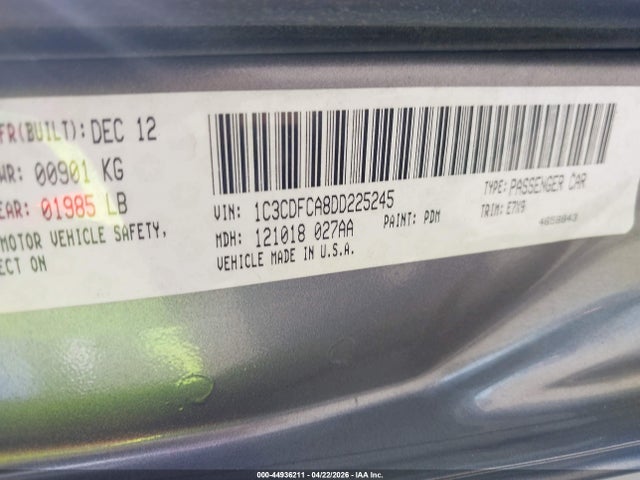 FR(BUILT): DEC 12
WR: 00901 KG
EAR: 01985 LB
MOTOR VEHICLE SAFETY,
ECT ON
VIN: 1C3CDFCA8DD225245
TYPE: PASSENGER CAR
MDH: 121018 027AA
PAINT: PDM
TRIM: E7X9
VEHICLE MADE IN U.S.A.
4658843
000-44936211 - 04/22/2026 - IAA Inc.